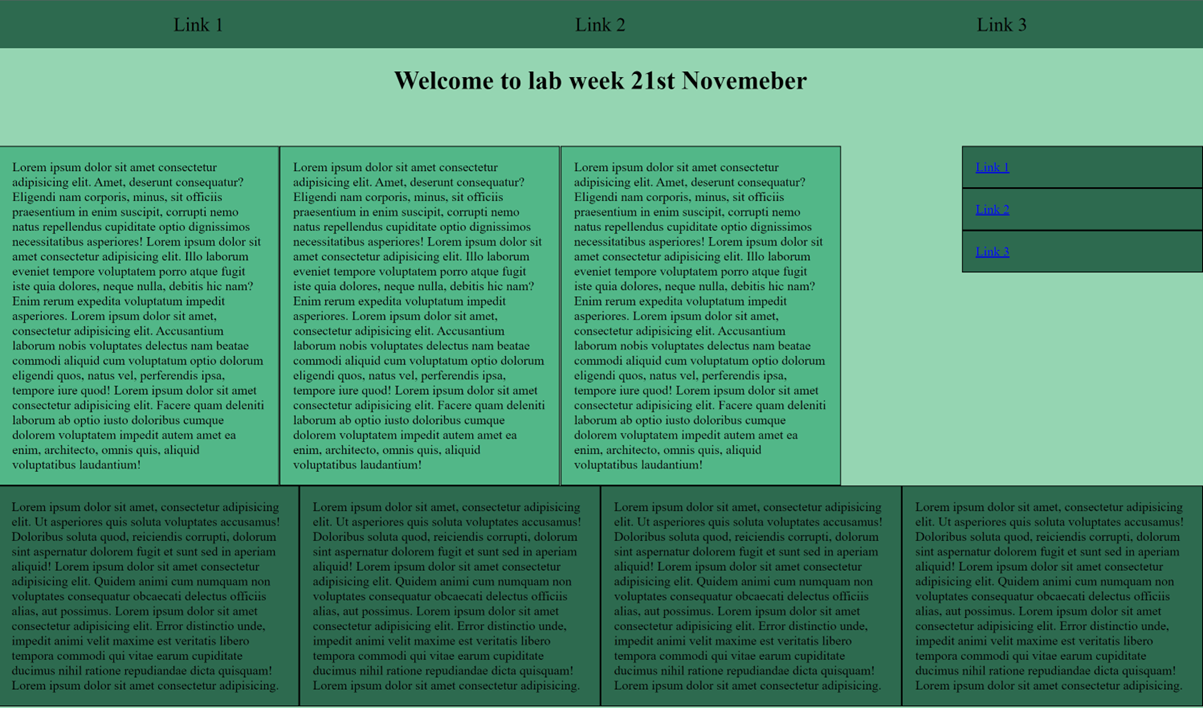 Link 1
Link 2
Link 3
Welcome to lab week 21st Novemeber
Lorem ipsum dolor sit amet consectetur
adipisicing elit. Amet, deserunt consequatur?
Eligendi nam corporis, minus, sit officiis
praesentium in enim suscipit, corrupti nemo
natus repellendus cupiditate optio dignissimos
necessitatibus asperiores! Lorem ipsum dolor sit
amet consectetur adipisicing elit. Illo laborum
eveniet tempore voluptatem porro atque fugit
iste quia dolores, neque nulla, debitis hic nam?
Enim rerum expedita voluptatum impedit
asperiores. Lorem ipsum dolor sit amet,
consectetur adipisicing elit. Accusantium
laborum nobis voluptates delectus nam beatae
commodi aliquid cum voluptatum optio dolorum
eligendi quos, natus vel, perferendis ipsa,
tempore iure quod! Lorem ipsum dolor sit amet
consectetur adipisicing elit. Facere quam deleniti
laborum ab optio iusto doloribus cumque
dolorem voluptatem impedit autem amet ea
enim, architecto, omnis quis, aliquid
voluptatibus laudantium!
Lorem ipsum dolor sit amet consectetur
adipisicing elit. Amet, deserunt consequatur?
Eligendi nam corporis, minus, sit officiis
praesentium in enim suscipit, corrupti nemo
natus repellendus cupiditate optio dignissimos
necessitatibus asperiores! Lorem ipsum dolor sit
amet consectetur adipisicing elit. Illo laborum
eveniet tempore voluptatem porro atque fugit
iste quia dolores, neque nulla, debitis hic nam?
Enim rerum expedita voluptatum impedit
asperiores. Lorem ipsum dolor sit amet,
consectetur adipisicing elit. Accusantium
laborum nobis voluptates delectus nam beatae
commodi aliquid cum voluptatum optio dolorum
eligendi quos, natus vel, perferendis ipsa,
tempore iure quod! Lorem ipsum dolor sit amet
consectetur adipisicing elit. Facere quam deleniti
laborum ab optio iusto doloribus cumque
dolorem voluptatem impedit autem amet ea
enim, architecto, omnis quis, aliquid
voluptatibus laudantium!
Lorem ipsum dolor sit amet consectetur
adipisicing elit. Amet, deserunt consequatur?
Eligendi nam corporis, minus, sit officiis
praesentium in enim suscipit, corrupti nemo
natus repellendus cupiditate optio dignissimos
necessitatibus asperiores! Lorem ipsum dolor sit
amet consectetur adipisicing elit. Illo laborum
eveniet tempore voluptatem porro atque fugit
iste quia dolores, neque nulla, debitis hic nam?
Enim rerum expedita voluptatum impedit
asperiores. Lorem ipsum dolor sit amet,
consectetur adipisicing elit. Accusantium
laborum nobis voluptates delectus nam beatae
commodi aliquid cum voluptatum optio dolorum
eligendi quos, natus vel, perferendis ipsa,
tempore iure quod! Lorem ipsum dolor sit amet
consectetur adipisicing elit. Facere quam deleniti
laborum ab optio iusto doloribus cumque
dolorem voluptatem impedit autem amet ea
enim, architecto, omnis quis, aliquid
voluptatibus laudantium!
Link 1
Link 2
Link 3
Lorem ipsum dolor sit amet, consectetur adipisicing
elit. Ut asperiores quis soluta voluptates accusamus!
Doloribus soluta quod, reiciendis corrupti, dolorum
sint aspernatur dolorem fugit et sunt sed in aperiam
aliquid! Lorem ipsum dolor sit amet consectetur
adipisicing elit. Quidem animi cum numquam non
voluptates consequatur obcaecati delectus officiis
alias, aut possimus. Lorem ipsum dolor sit amet
consectetur adipisicing elit. Error distinctio unde,
impedit animi velit maxime est veritatis libero
tempora commodi qui vitae earum cupiditate
ducimus nihil ratione repudiandae dicta quisquam!
Lorem ipsum dolor sit amet consectetur adipisicing.
Lorem ipsum dolor sit amet, consectetur adipisicing
elit. Ut asperiores quis soluta voluptates accusamus!
Doloribus soluta quod, reiciendis corrupti, dolorum
sint aspernatur dolorem fugit et sunt sed in aperiam
aliquid! Lorem ipsum dolor sit amet consectetur
adipisicing elit. Quidem animi cum numquam non
voluptates consequatur obcaecati delectus officiis
alias, aut possimus. Lorem ipsum dolor sit amet
consectetur adipisicing elit. Error distinctio unde,
impedit animi velit maxime est veritatis libero
tempora commodi qui vitae earum cupiditate
ducimus nihil ratione repudiandae dicta quisquam!
Lorem ipsum dolor sit amet consectetur adipisicing.
Lorem ipsum dolor sit amet, consectetur adipisicing
elit. Ut asperiores quis soluta voluptates accusamus!
Doloribus soluta quod, reiciendis corrupti, dolorum
sint aspernatur dolorem fugit et sunt sed in aperiam
aliquid! Lorem ipsum dolor sit amet consectetur
adipisicing elit. Quidem animi cum numquam non
voluptates consequatur obcaecati delectus officiis
alias, aut possimus. Lorem ipsum dolor sit amet
consectetur adipisicing elit. Error distinctio unde,
impedit animi velit maxime est veritatis libero
tempora commodi qui vitae earum cupiditate
ducimus nihil ratione repudiandae dicta quisquam!
Lorem ipsum dolor sit amet consectetur adipisicing.
Lorem ipsum dolor sit amet, consectetur adipisicing
elit. Ut asperiores quis soluta voluptates accusamus!
Doloribus soluta quod, reiciendis corrupti, dolorum
sint aspernatur dolorem fugit et sunt sed in aperiam
aliquid! Lorem ipsum dolor sit amet consectetur
adipisicing elit. Quidem animi cum numquam non
voluptates consequatur obcaecati delectus officiis
alias, aut possimus. Lorem ipsum dolor sit amet
consectetur adipisicing elit. Error distinctio unde,
impedit animi velit maxime est veritatis libero
tempora commodi qui vitae earum cupiditate
ducimus nihil ratione repudiandae dicta quisquam!
Lorem ipsum dolor sit amet consectetur adipisicing.